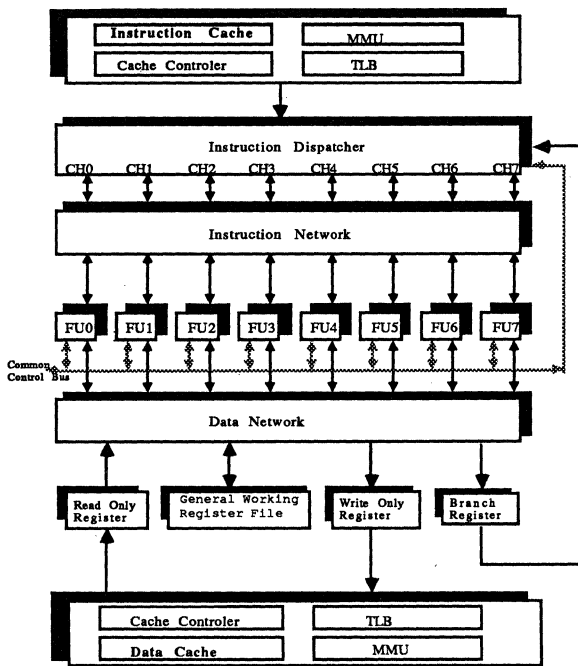 Instruction Cache
MMU
Cache Controler
TLB
Instruction Dispatcher
CH0 CH1 CH2 CH3 CH4 CH5 CH6 CH7
Instruction Network
FU0 FU1 FU2 FU3 FU4 FU5 FU6 FU7
Common
Control Bus
Data Network
Read Only
Register
General Working
Register File
Write Only
Register
Branch
Register
Cache Controler
TLB
Data Cache
MMU